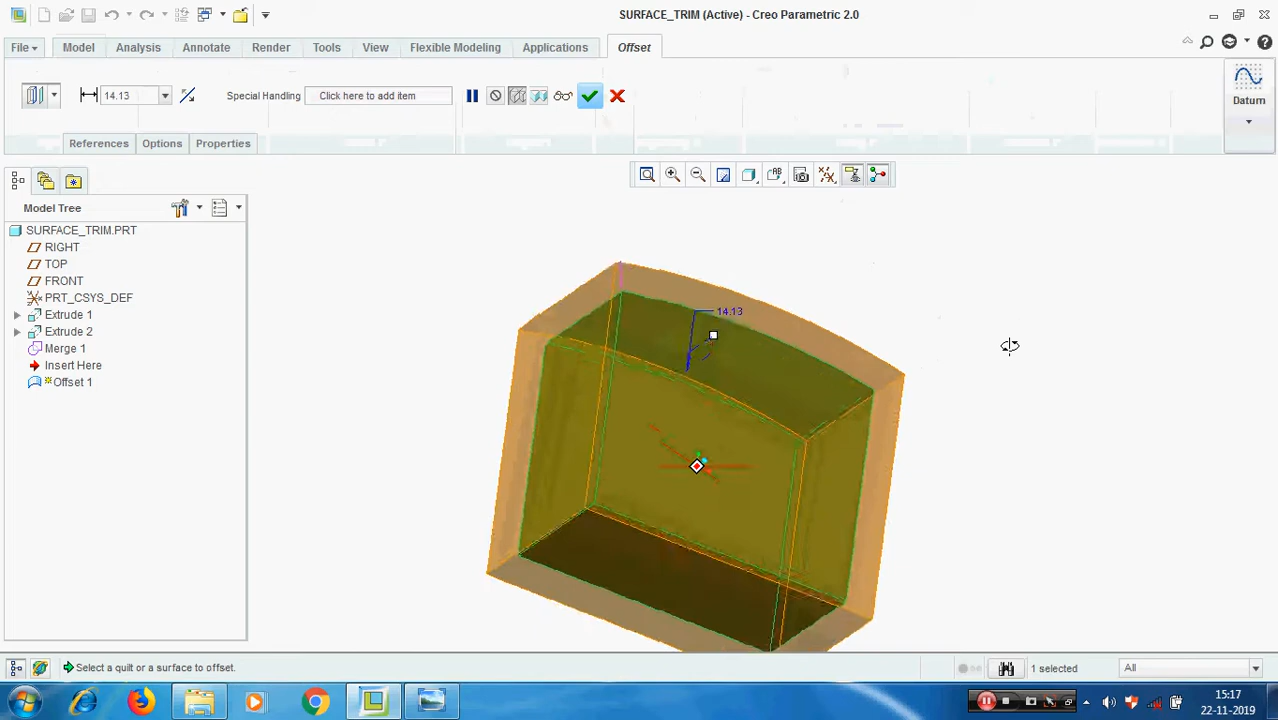 SURFACE_TRIM (Active) - Creo Parametric 2.0
File
Model
Analysis
Annotate
Render
Tools
View
Flexible Modeling
Applications
Offset
14.13
Special Handling
Click here to add item
Datum
References
Options
Properties
Model Tree
SURFACE_TRIM.PRT
RIGHT
TOP
FRONT
PRT_CSYS_DEF
Extrude 1
Extrude 2
Merge 1
Insert Here
Offset 1
14.13
Select a quilt or a surface to offset.
1 selected
All
15:17
22-11-2019